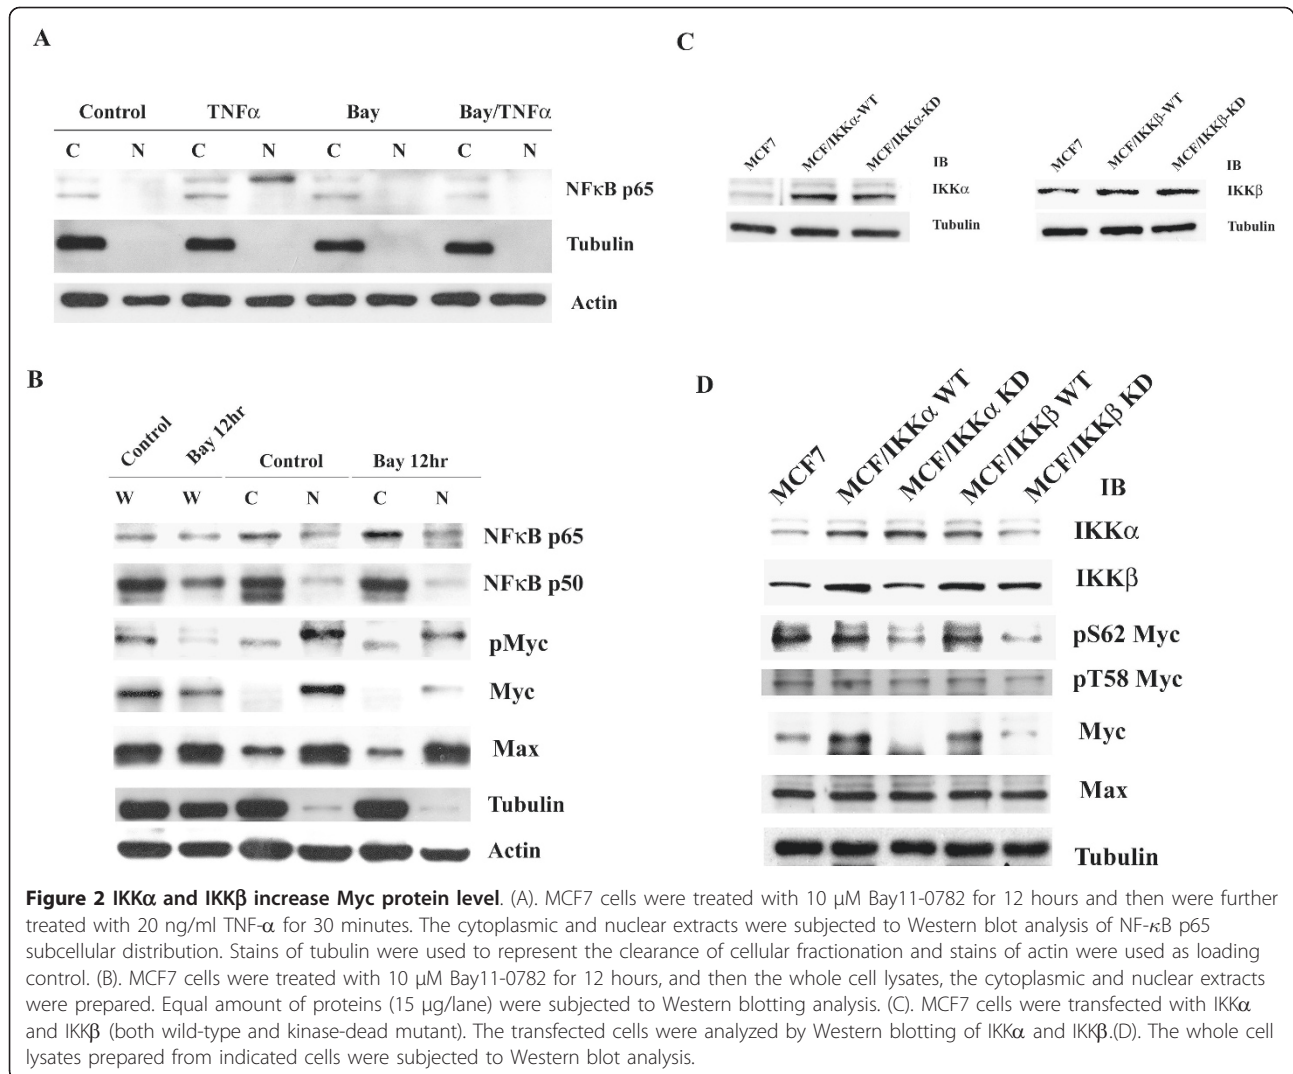 A
Control TNFα Bay Bay/TNFα
C N C N C N C N
NFκB p65
Tubulin
Actin
B
Control Bay 12hr Control Bay 12hr
W W C N C N
NFκB p65
NFκB p50
pMyc
Myc
Max
Tubulin
Actin
C
MCF7 MCF/IKKα-WT MCF/IKKα-KD IB
IKKα
Tubulin
MCF7 MCF/IKKβ-WT MCF/IKKβ-KD IB
IKKβ
Tubulin
D
MCF7 MCF/IKKα WT MCF/IKKα KD MCF/IKKβ WT MCF/IKKβ KD
IB
IKKα
IKKβ
pS62 Myc
pT58 Myc
Myc
Max
Tubulin
Figure 2 IKKα and IKKβ increase Myc protein level. (A). MCF7 cells were treated with 10 μM Bay11-0782 for 12 hours and then were further
treated with 20 ng/ml TNF-α for 30 minutes. The cytoplasmic and nuclear extracts were subjected to Western blot analysis of NF-κB p65
subcellular distribution. Stains of tubulin were used to represent the clearance of cellular fractionation and stains of actin were used as loading
control. (B). MCF7 cells were treated with 10 μM Bay11-0782 for 12 hours, and then the whole cell lysates, the cytoplasmic and nuclear extracts
were prepared. Equal amount of proteins (15 μg/lane) were subjected to Western blotting analysis. (C). MCF7 cells were transfected with IKKα
and IKKβ (both wild-type and kinase-dead mutant). The transfected cells were analyzed by Western blotting of IKKα and IKKβ.(D). The whole cell
lysates prepared from indicated cells were subjected to Western blot analysis.